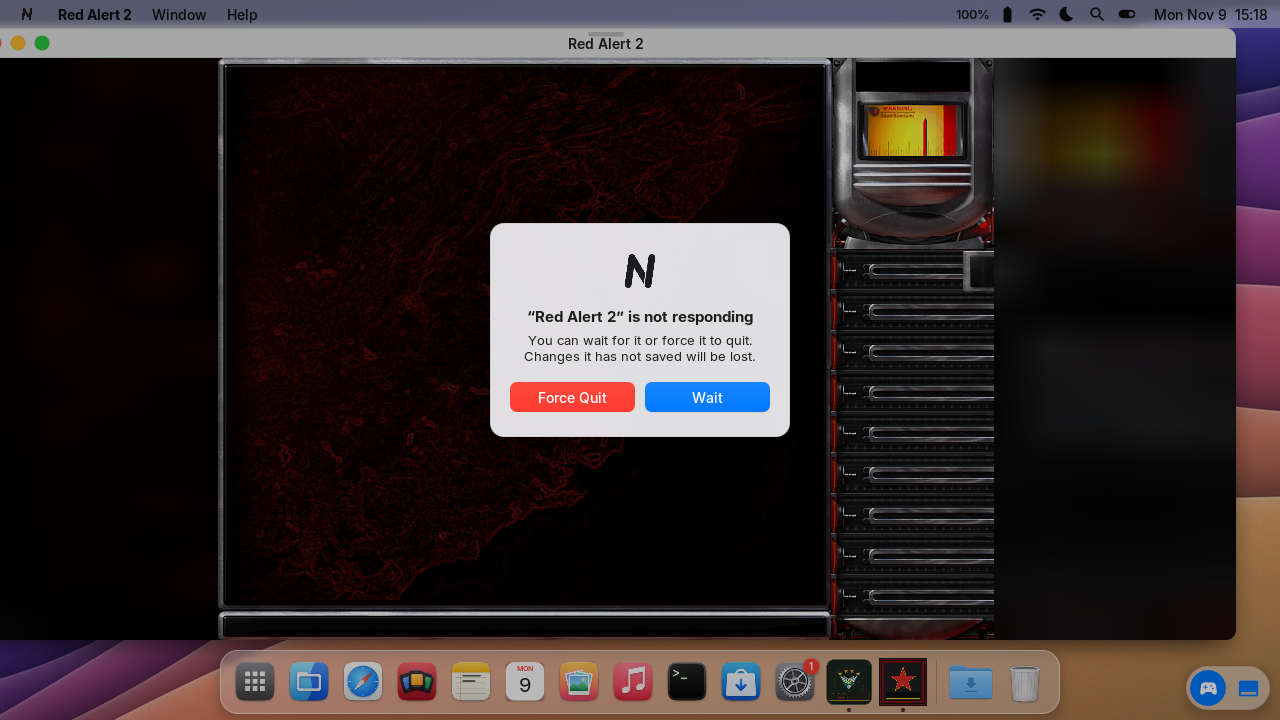 Red Alert 2 Window Help 100% Mon Nov 9 15:18
Red Alert 2
WARNING
“Red Alert 2” is not responding
You can wait for it or force it to quit.
Changes it has not saved will be lost.
Force Quit Wait
MON
9
>_
1